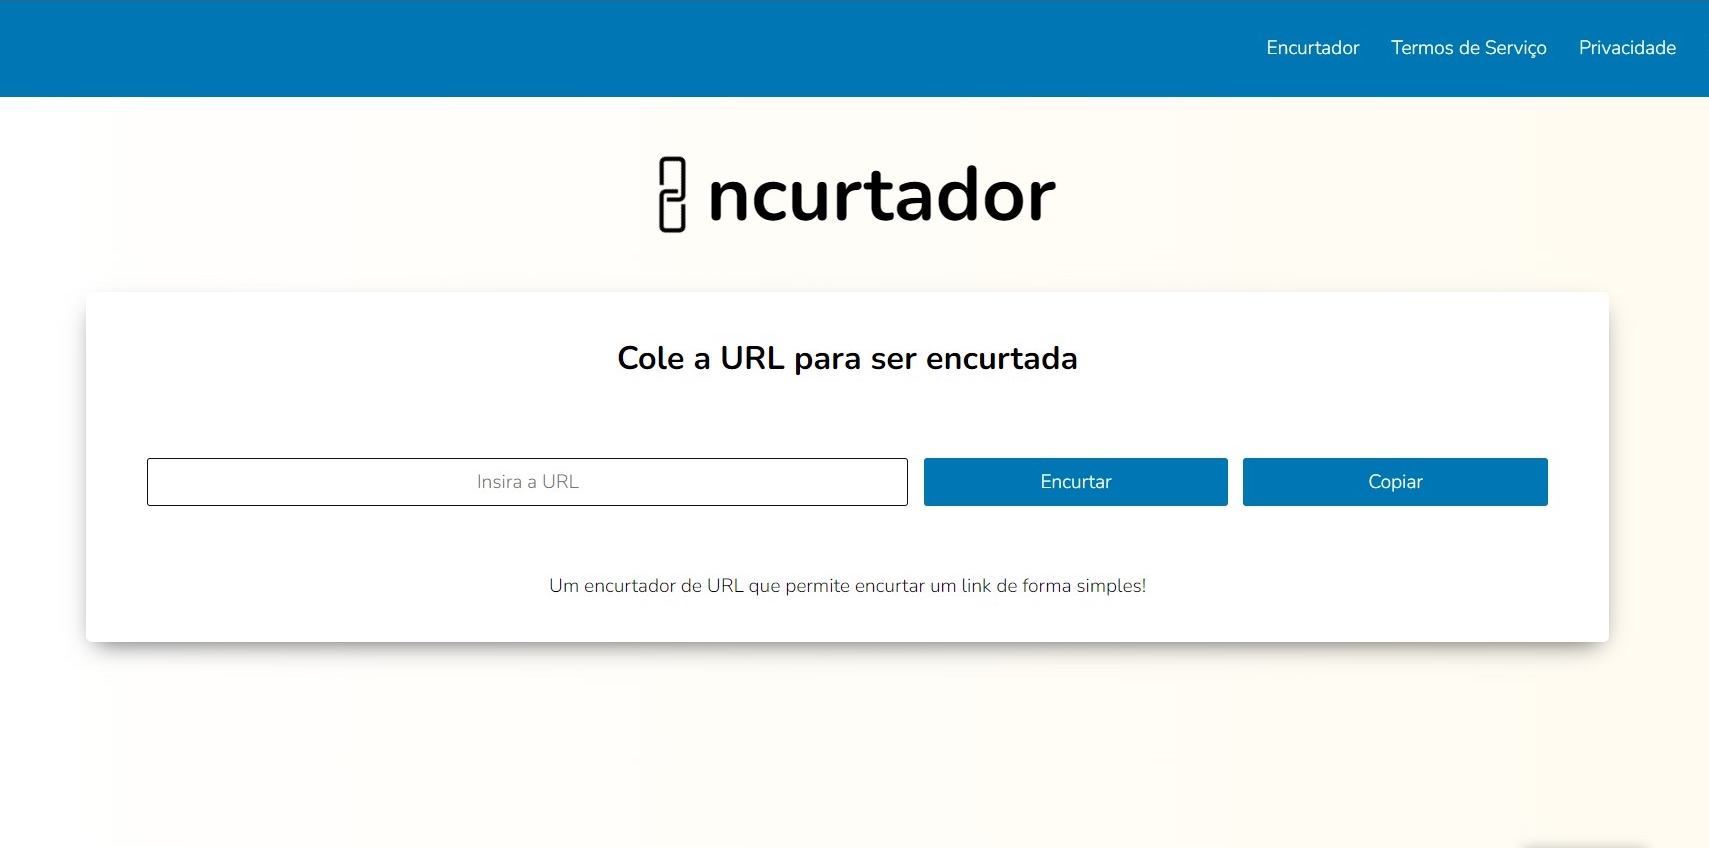 Encurtador Termos de Serviço Privacidade
ncurtador
Cole a URL para ser encurtada
Insira a URL Encurtar Copiar
Um encurtador de URL que permite encurtar um link de forma simples!